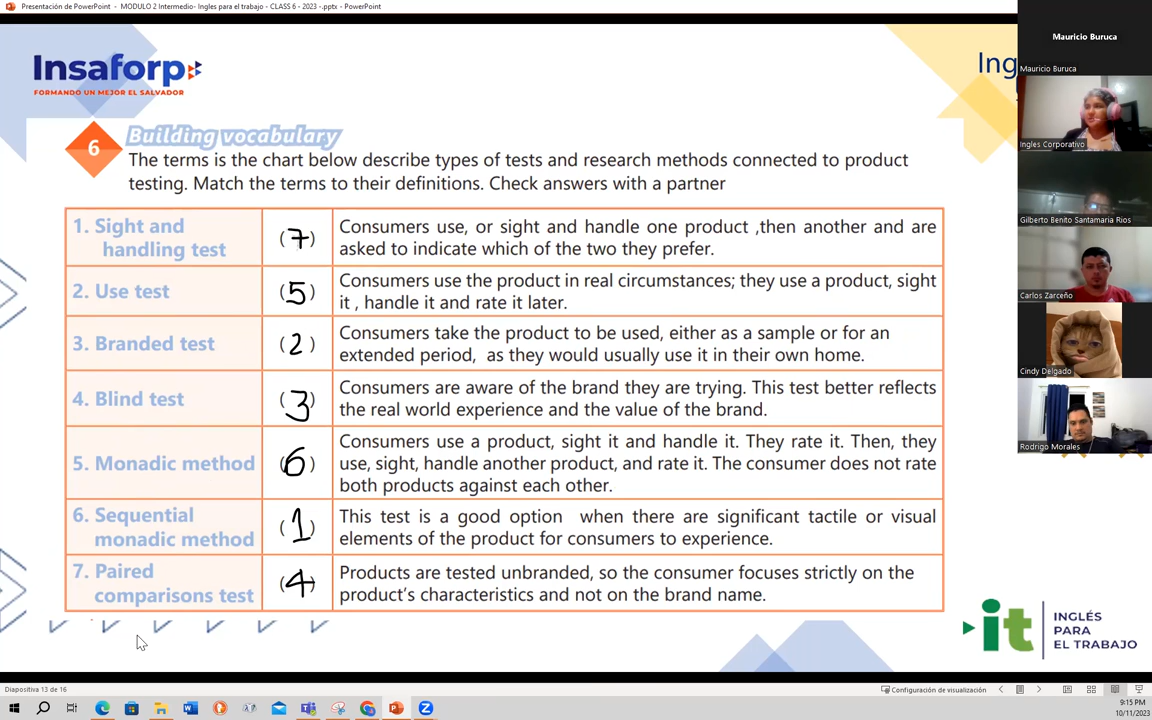 Presentación de PowerPoint - MODULO 2 Intermedio- Ingles para el trabajo - CLASS 6 - 2023 -.pptx - PowerPoint
Mauricio Buruca
Mauricio Buruca
Insaforp
FORMANDO UN MEJOR EL SALVADOR
Ing
Ingles Corporativo
6
Building vocabulary
The terms is the chart below describe types of tests and research methods connected to product
testing. Match the terms to their definitions. Check answers with a partner
Gilberto Benito Santamaria Rios
Carlos Zarceño
Cindy Delgado
Rodrigo Morales
1. Sight and
handling test
(7)
Consumers use, or sight and handle one product ,then another and are
asked to indicate which of the two they prefer.
2. Use test
(5)
Consumers use the product in real circumstances; they use a product, sight
it , handle it and rate it later.
3. Branded test
(2)
Consumers take the product to be used, either as a sample or for an
extended period, as they would usually use it in their own home.
4. Blind test
(3)
Consumers are aware of the brand they are trying. This test better reflects
the real world experience and the value of the brand.
5. Monadic method
(6)
Consumers use a product, sight it and handle it. They rate it. Then, they
use, sight, handle another product, and rate it. The consumer does not rate
both products against each other.
6. Sequential
monadic method
(1)
This test is a good option when there are significant tactile or visual
elements of the product for consumers to experience.
7. Paired
comparisons test
(4)
Products are tested unbranded, so the consumer focuses strictly on the
product's characteristics and not on the brand name.
it
INGLÉS
PARA
EL TRABAJO
Diapositiva 13 de 16
Configuración de visualización
9:15 PM
10/11/2023